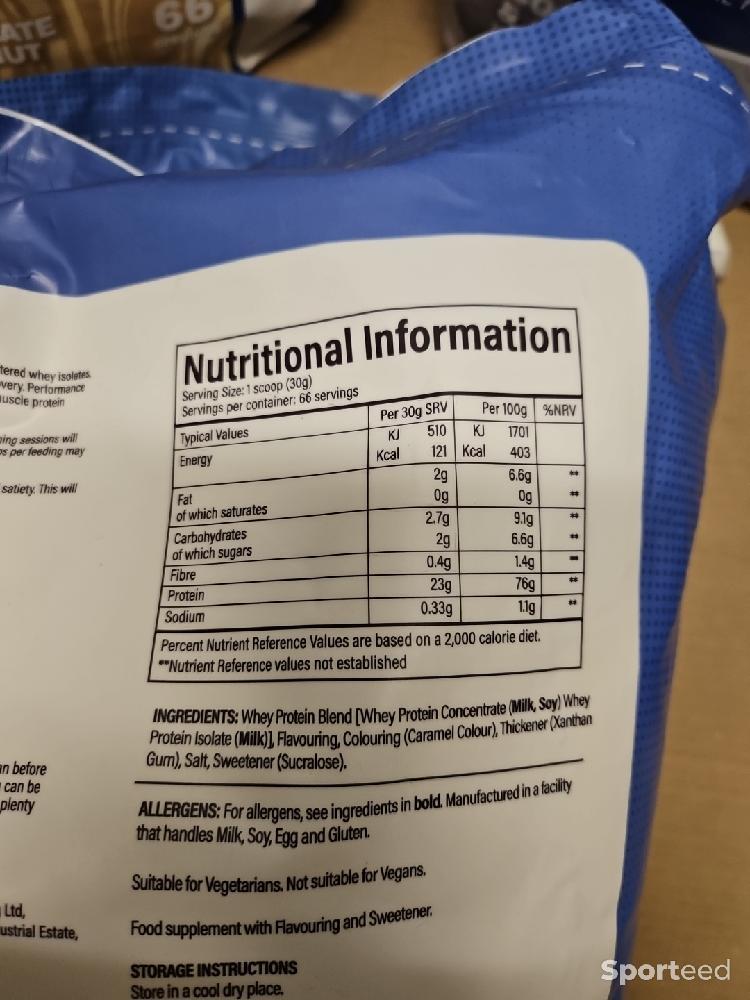 66
tered whey isolates.
very. Performance
uscle protein
ing sessions will
os per feeding may
satiety. This will
an before
can be
plenty
Ltd,
ustrial Estate,
Nutritional Information
Serving Size: 1 scoop (30g)
Servings per container: 66 servings
Typical Values Per 30g SRV Per 100g %NRV
Energy KJ 510 KJ 1701
Kcal 121 Kcal 403
Fat 2g 6.6g **
of which saturates 0g 0g **
Carbohydrates 2.7g 9.1g **
of which sugars 2g 6.6g **
Fibre 0.4g 1.4g **
Protein 23g 76g **
Sodium 0.33g 1.1g **
Percent Nutrient Reference Values are based on a 2,000 calorie diet.
**Nutrient Reference values not established
INGREDIENTS: Whey Protein Blend [Whey Protein Concentrate (Milk, Soy) Whey
Protein Isolate (Milk)], Flavouring, Colouring (Caramel Colour), Thickener (Xanthan
Gum), Salt, Sweetener (Sucralose).
ALLERGENS: For allergens, see ingredients in bold. Manufactured in a facility
that handles Milk, Soy, Egg and Gluten.
Suitable for Vegetarians. Not suitable for Vegans.
Food supplement with Flavouring and Sweetener.
STORAGE INSTRUCTIONS
Store in a cool dry place.
Sporteed